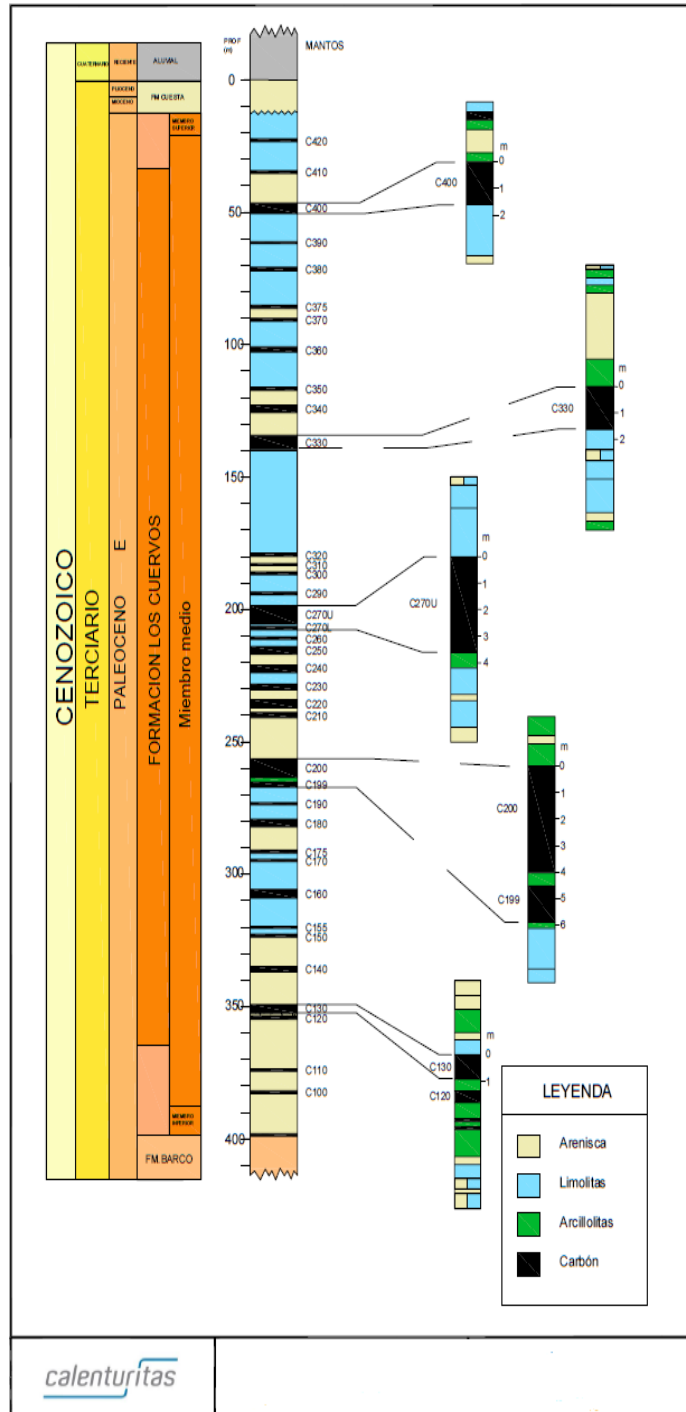 CENOZOICO
TERCIARIO
CUATERNARIO
PALEOCENO E
RECIENTE
PLIOCENO
MIOCENO
ALUVIAL
FM CUESTA
FORMACION LOS CUERVOS
MIEMBRO SUPERIOR
Miembro medio
MIEMBRO INFERIOR
FM. BARCO
PROF (m)
MANTOS
0
50
100
150
200
250
300
350
400
C420
C410
C400
C390
C380
C375
C370
C360
C350
C340
C330
C320
C310
C300
C290
C270U
C270L
C260
C250
C240
C230
C220
C210
C200
C199
C190
C180
C175
C170
C160
C155
C150
C140
C130
C120
C110
C100
C400
m
0
1
2
C330
m
0
1
2
C270U
m
0
1
2
3
4
C200
C199
m
0
1
2
3
4
5
6
C130
C120
m
0
1
LEYENDA
Arenisca
Limolitas
Arcillolitas
Carbón
calenturitas